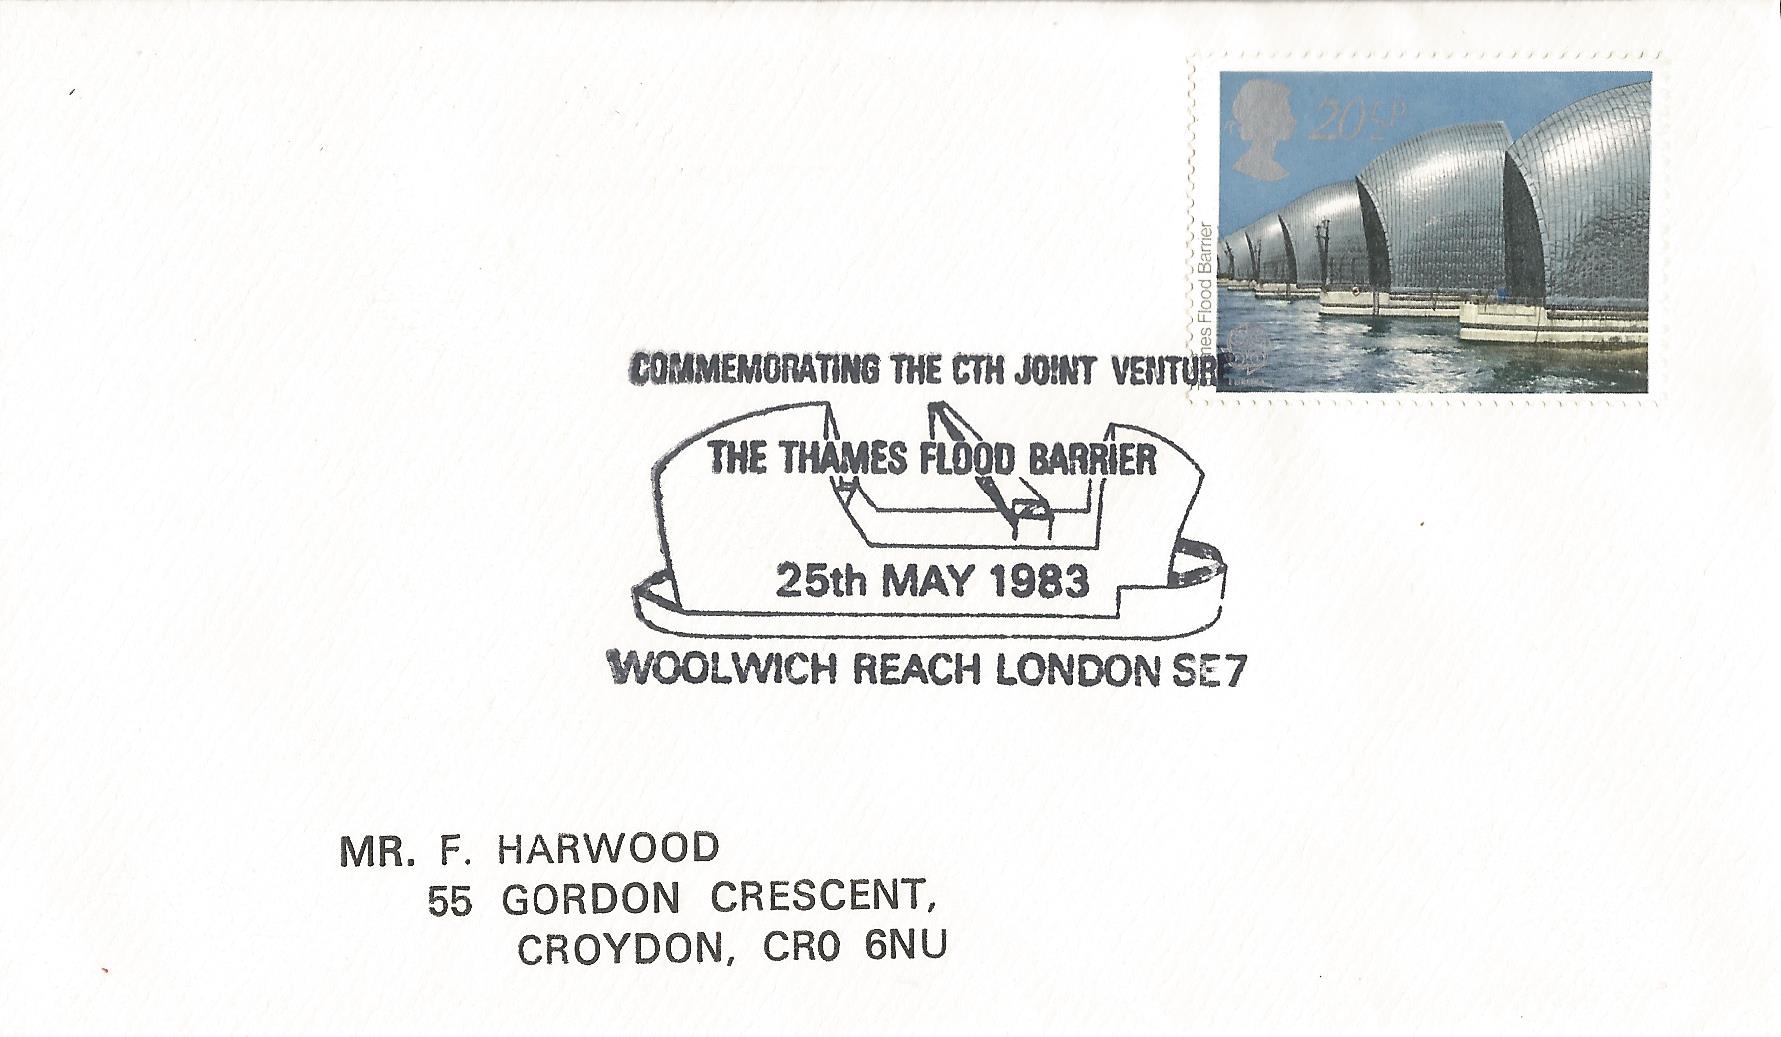 20½P
Thames Flood Barrier
COMMEMORATING THE CTH JOINT VENTURE
THE THAMES FLOOD BARRIER
25th MAY 1983
WOOLWICH REACH LONDON SE7
MR. F. HARWOOD
55 GORDON CRESCENT,
CROYDON, CR0 6NU